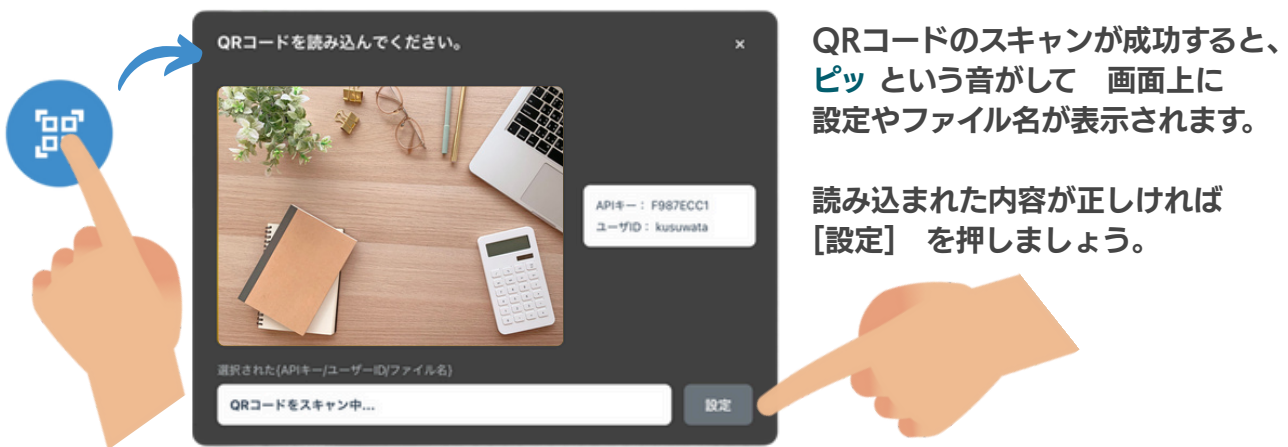 QRコードを読み込んでください。
×
APIキー： F987ECC1
ユーザID： kusuwata
選択された{APIキー/ユーザーID/ファイル名}
QRコードをスキャン中...
設定
QRコードのスキャンが成功すると、
ピッ という音がして　画面上に
設定やファイル名が表示されます。
読み込まれた内容が正しければ
［設定］　を押しましょう。